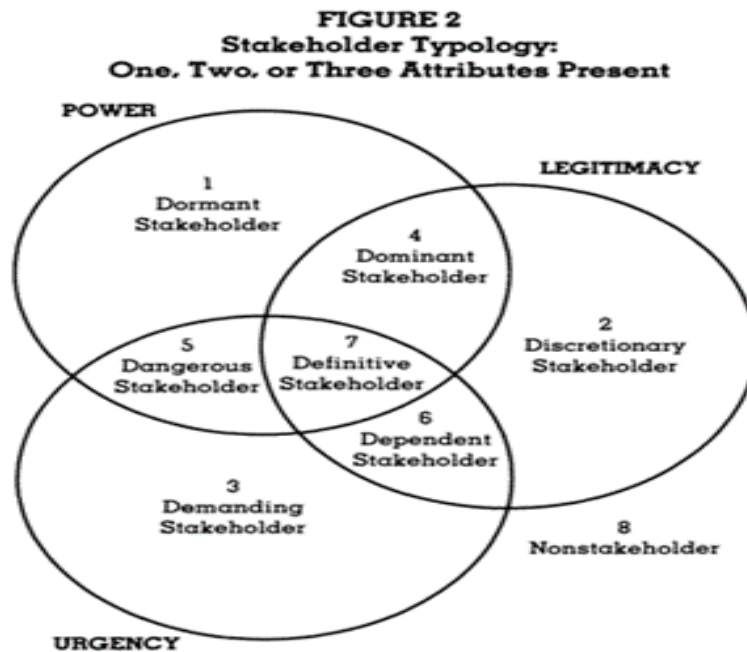 FIGURE 2
Stakeholder Typology:
One, Two, or Three Attributes Present
POWER
LEGITIMACY
1
Dormant
Stakeholder
4
Dominant
Stakeholder
2
Discretionary
Stakeholder
5
Dangerous
Stakeholder
7
Definitive
Stakeholder
6
Dependent
Stakeholder
3
Demanding
Stakeholder
8
Nonstakeholder
URGENCY